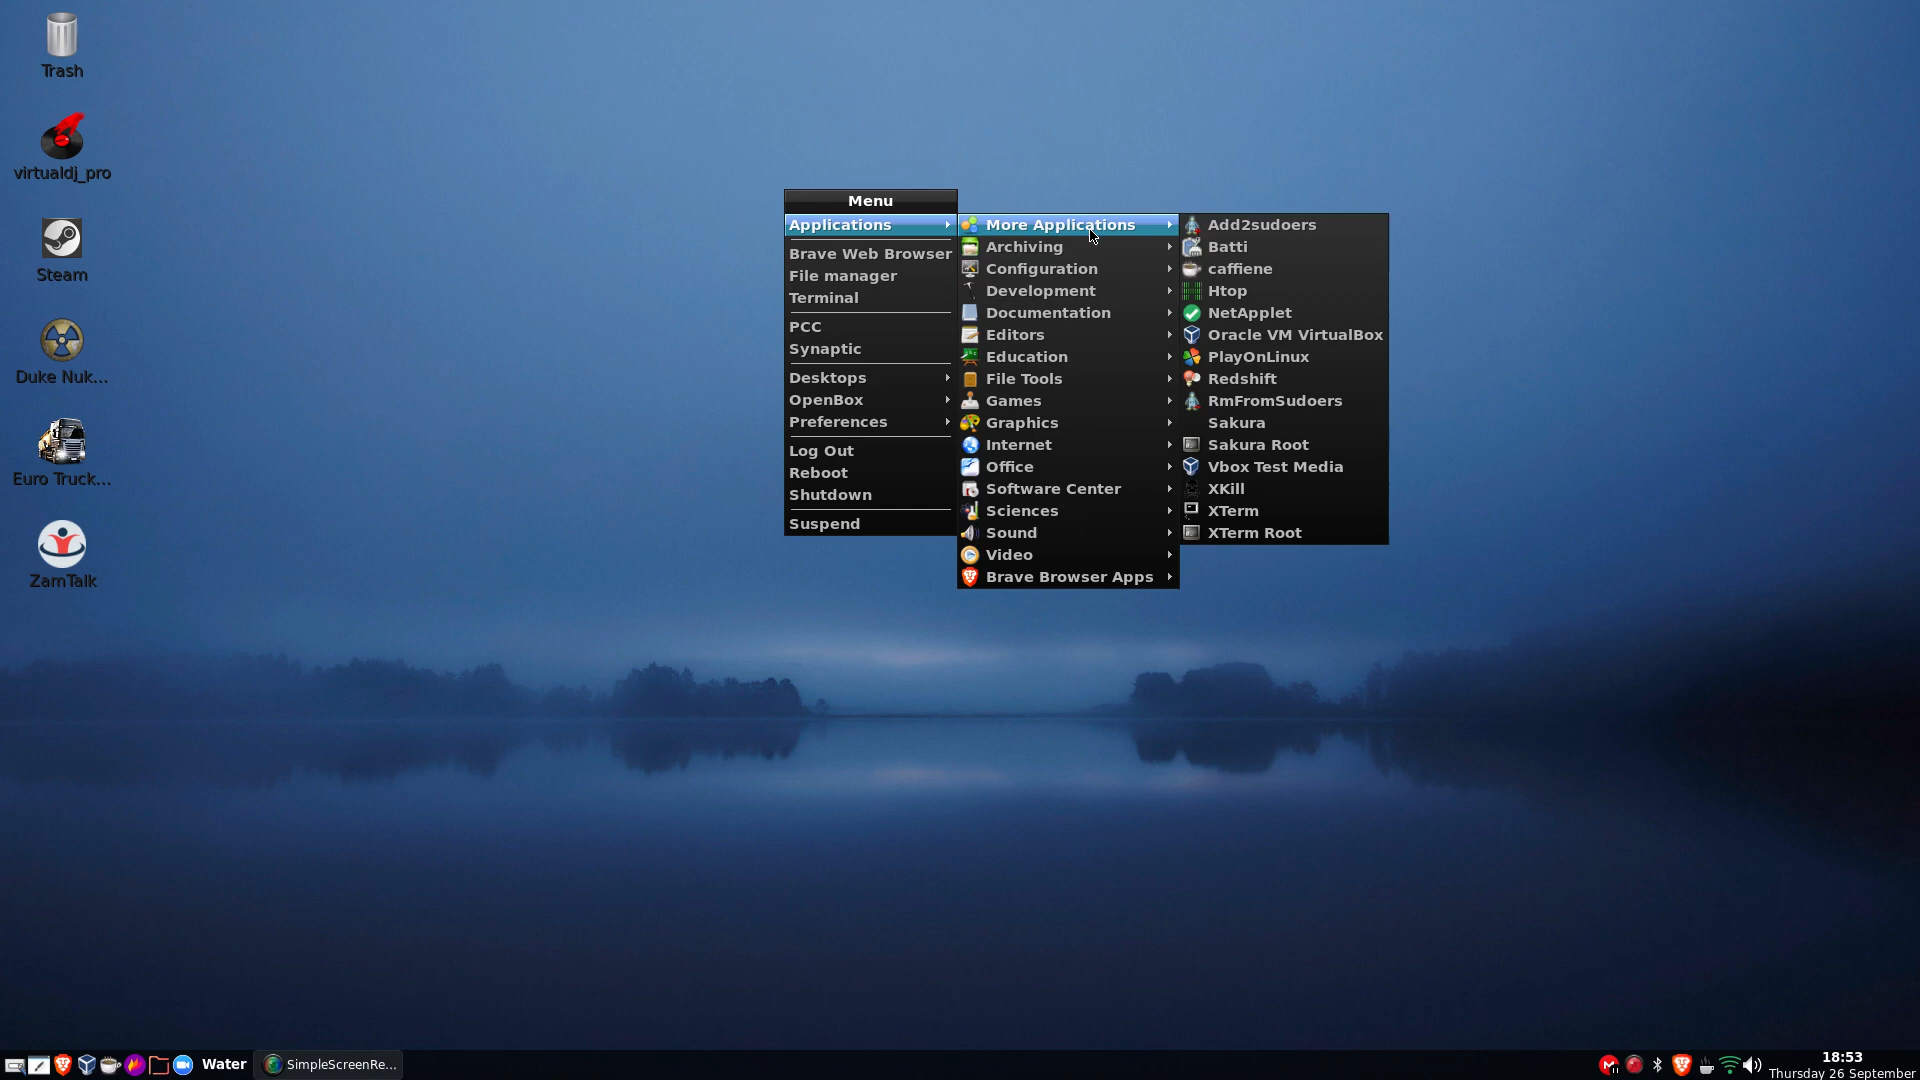 Trash
virtualdj_pro
Steam
Duke Nuk...
Euro Truck...
ZamTalk
Menu
Applications
Brave Web Browser
File manager
Terminal
PCC
Synaptic
Desktops
OpenBox
Preferences
Log Out
Reboot
Shutdown
Suspend
More Applications
Archiving
Configuration
Development
Documentation
Editors
Education
File Tools
Games
Graphics
Internet
Office
Software Center
Sciences
Sound
Video
Brave Browser Apps
Add2sudoers
Batti
caffiene
Htop
NetApplet
Oracle VM VirtualBox
PlayOnLinux
Redshift
RmFromSudoers
Sakura
Sakura Root
Vbox Test Media
XKill
XTerm
XTerm Root
Water
SimpleScreenRe...
18:53
Thursday 26 September